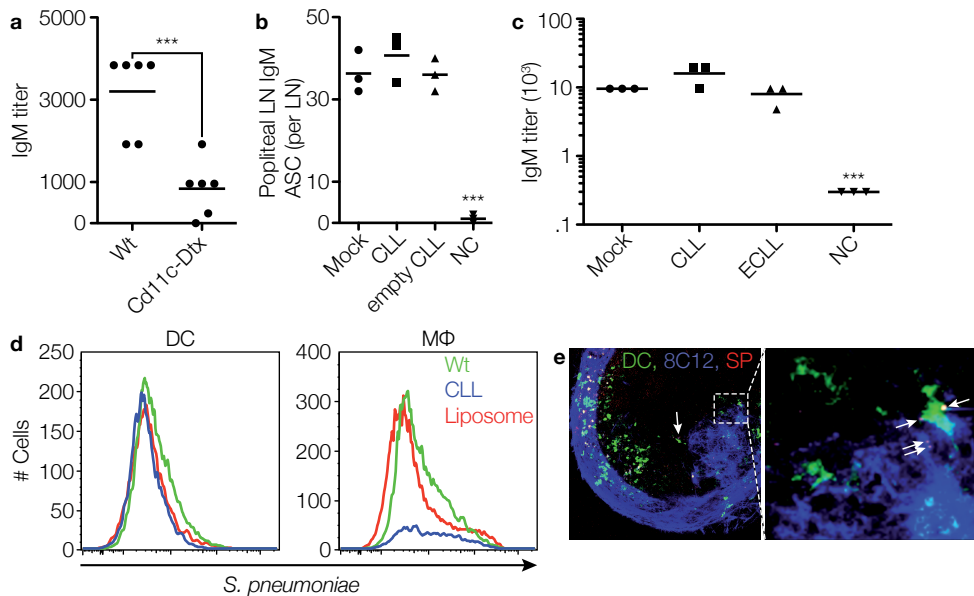 a
5000
3000
1000
0
IgM titer
***
Wt
Cd11c-Dtx
b
50
30
10
0
Popliteal LN IgM
ASC (per LN)
***
Mock
CLL
empty CLL
NC
c
100
10
1
.1
IgM titer (10³)
***
Mock
CLL
ECLL
NC
d
DC
MΦ
# Cells
250
200
150
100
50
0
400
300
200
100
0
Wt
CLL
Liposome
S. pneumoniae
e
DC, 8C12, SP